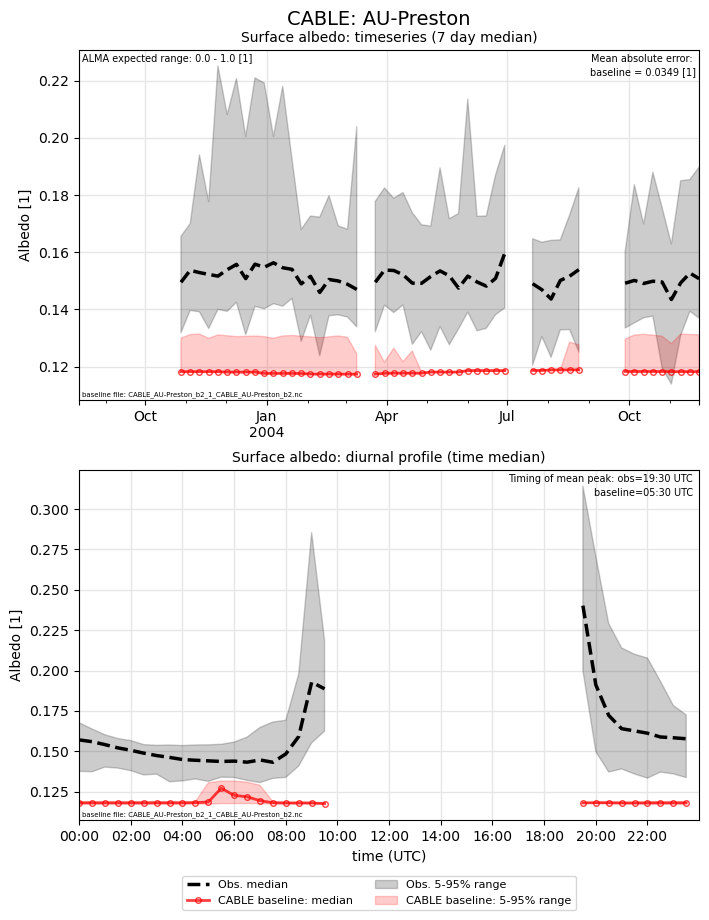 CABLE: AU-Preston
Surface albedo: timeseries (7 day median)
ALMA expected range: 0.0 - 1.0 [1]
Mean absolute error:
baseline = 0.0349 [1]
0.22
0.20
0.18
0.16
0.14
0.12
Albedo [1]
baseline file: CABLE_AU-Preston_b2_1_CABLE_AU-Preston_b2.nc
Oct Jan Apr Jul Oct
2004
Surface albedo: diurnal profile (time median)
Timing of mean peak: obs=19:30 UTC
baseline=05:30 UTC
0.300
0.275
0.250
0.225
0.200
0.175
0.150
0.125
Albedo [1]
baseline file: CABLE_AU-Preston_b2_1_CABLE_AU-Preston_b2.nc
00:00 02:00 04:00 06:00 08:00 10:00 12:00 14:00 16:00 18:00 20:00 22:00
time (UTC)
Obs. median Obs. 5-95% range
CABLE baseline: median CABLE baseline: 5-95% range